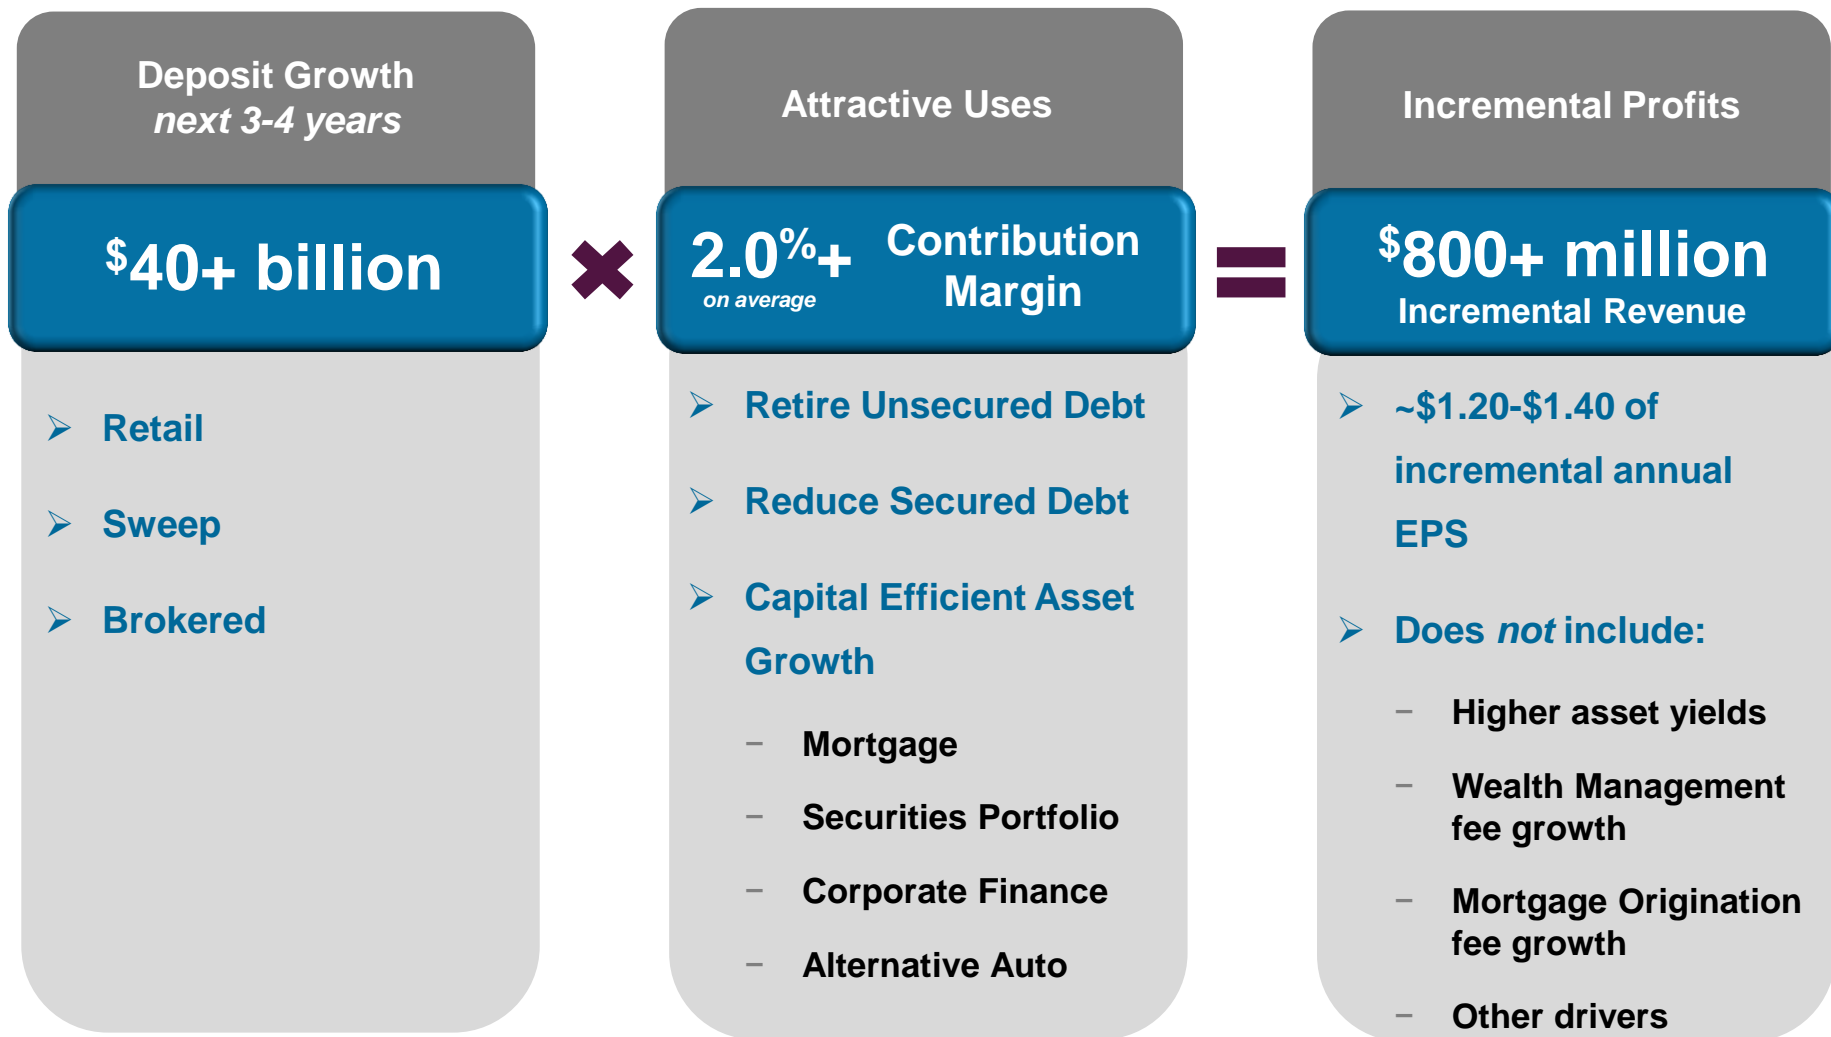 Deposit Growth
next 3-4 years
$40+ billion
➢ Retail
➢ Sweep
➢ Brokered
✖
Attractive Uses
2.0%+
on average
Contribution
Margin
➢ Retire Unsecured Debt
➢ Reduce Secured Debt
➢ Capital Efficient Asset
Growth
− Mortgage
− Securities Portfolio
− Corporate Finance
− Alternative Auto
=
Incremental Profits
$800+ million
Incremental Revenue
➢ ~$1.20-$1.40 of
incremental annual
EPS
➢ Does not include:
− Higher asset yields
− Wealth Management
fee growth
− Mortgage Origination
fee growth
− Other drivers